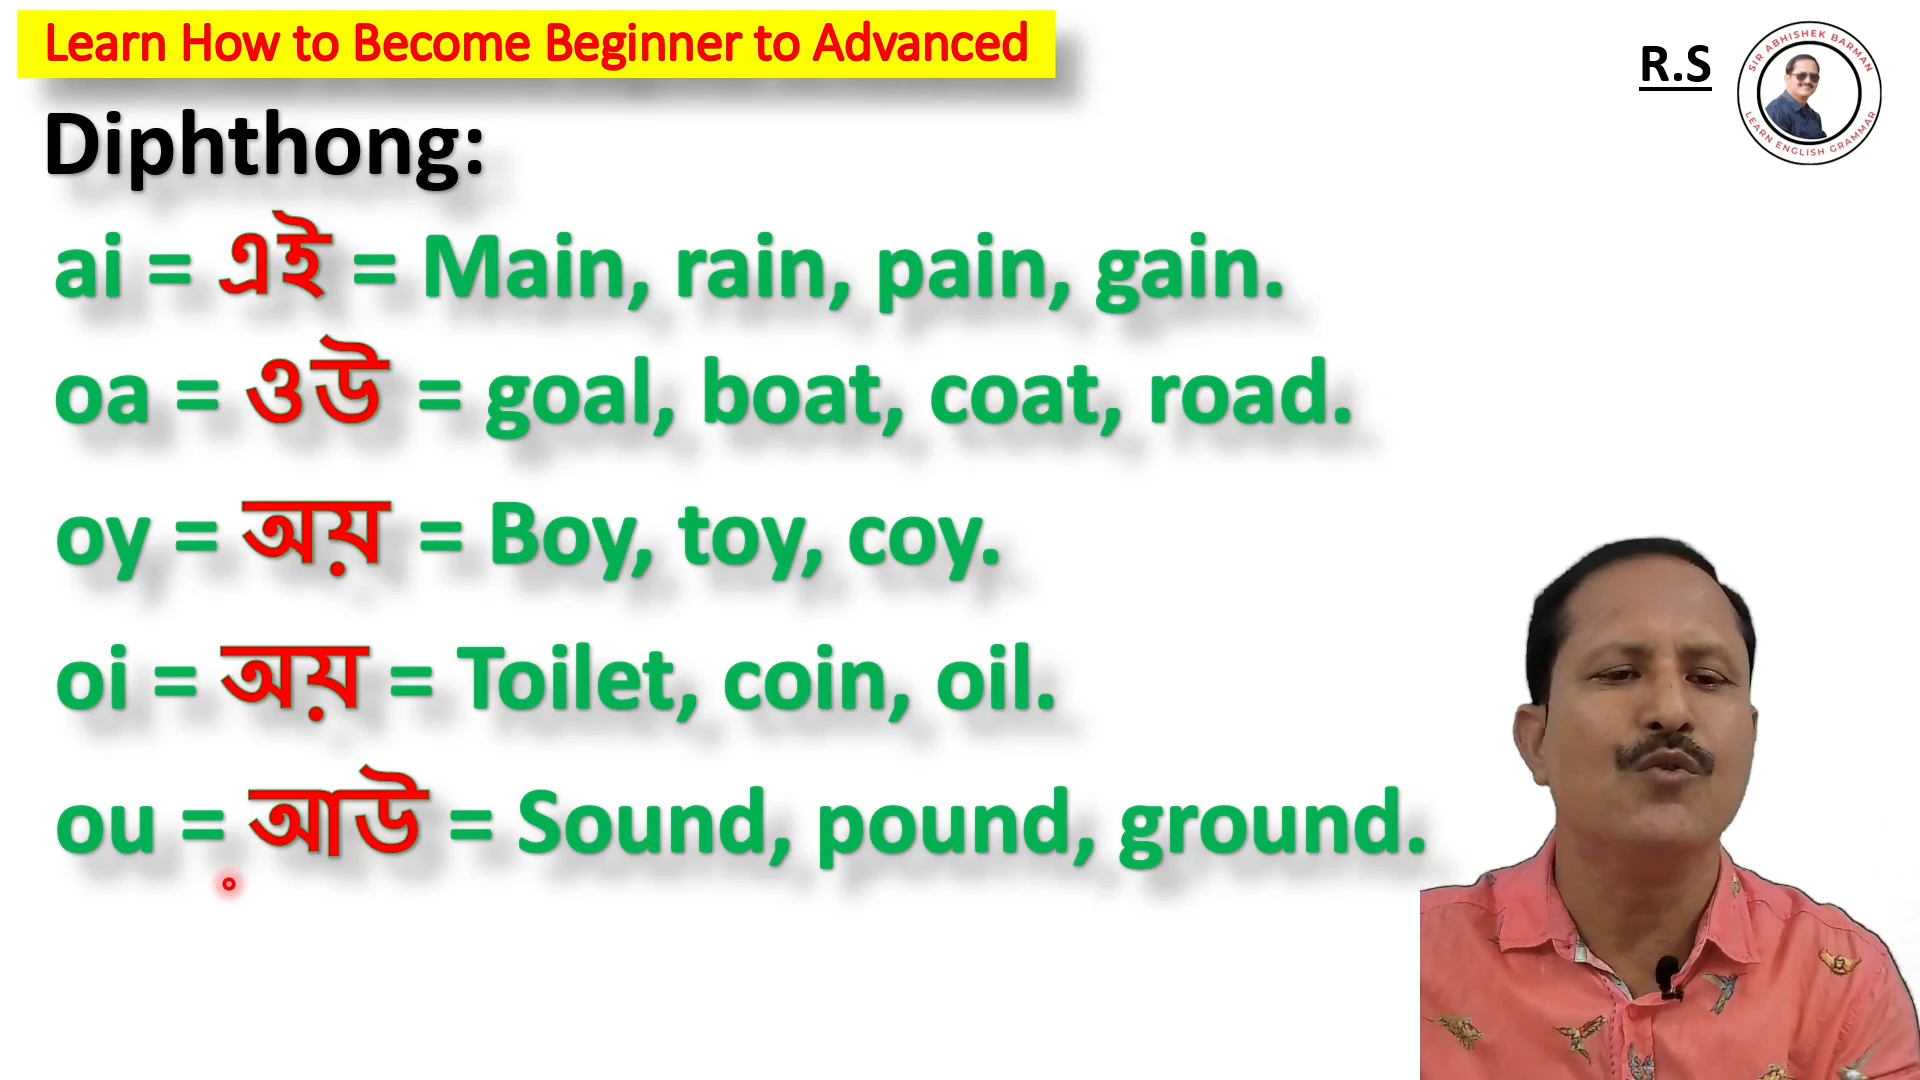 Learn How to Become Beginner to Advanced
R.S
SIR ABHISHEK BARMAN
LEARN ENGLISH GRAMMAR
Diphthong:
ai = এই = Main, rain, pain, gain.
oa = ওউ = goal, boat, coat, road.
oy = অয় = Boy, toy, coy.
oi = অয় = Toilet, coin, oil.
ou = আউ = Sound, pound, ground.